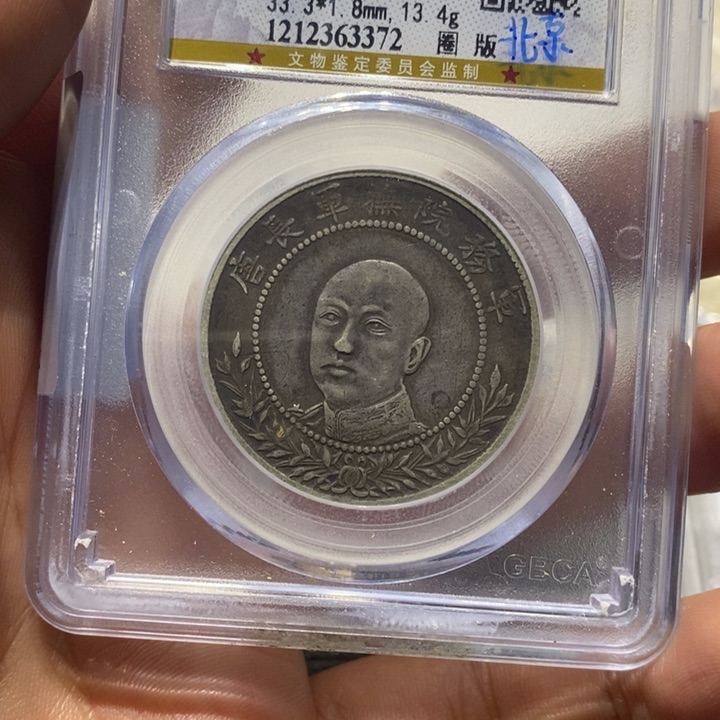 33.3*1.8mm, 13.4g
1212363372 圈 版 北京
文物鉴定委员会监制
軍務院撫軍長唐
GBCA